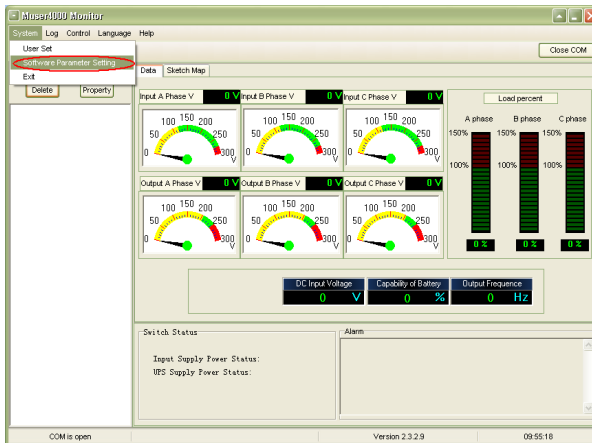 Muser4000 Monitor
System Log Control Language Help
User Set
Software Parameter Setting
Exit
Close COM
Delete Property
Data Sketch Map
Input A Phase V 0 V Input B Phase V 0 V Input C Phase V 0 V
0 50 100 150 200 250 300 V
0 50 100 150 200 250 300 V
0 50 100 150 200 250 300 V
Output A Phase V 0 V Output B Phase V 0 V Output C Phase V 0 V
0 50 100 150 200 250 300 V
0 50 100 150 200 250 300 V
0 50 100 150 200 250 300 V
Load percent
A phase B phase C phase
150% 150% 150%
100% 100% 100%
0 % 0 % 0 %
DC Input Voltage Capability of Battery Output Frequence
0 V 0 % 0 Hz
Switch Status
Input Supply Power Status:
UPS Supply Power Status:
Alarm
COM is open Version 2.3.2.9 09:55:18